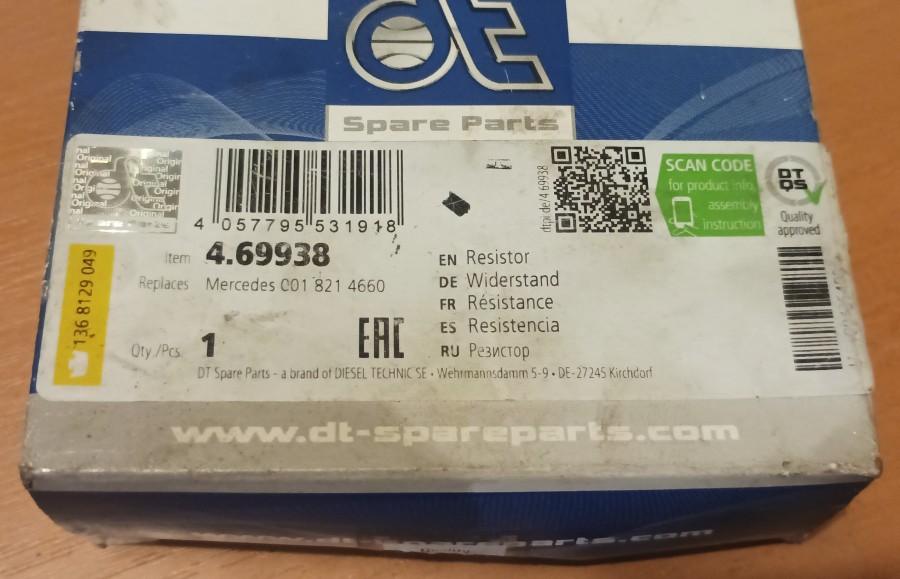 dt
Spare Parts
Original
4 057795 531918
dtpi.de/4.69938
SCAN CODE
for product info,
assembly
instruction
DT
QS
Quality
approved
Item 4.69938
Replaces Mercedes 001 821 4660
136 8129 049
Qty./Pcs. 1
EAC
EN Resistor
DE Widerstand
FR Résistance
ES Resistencia
RU Резистор
DT Spare Parts - a brand of DIESEL TECHNIC SE • Wehrmannsdamm 5-9 • DE-27245 Kirchdorf
www.dt-spareparts.com